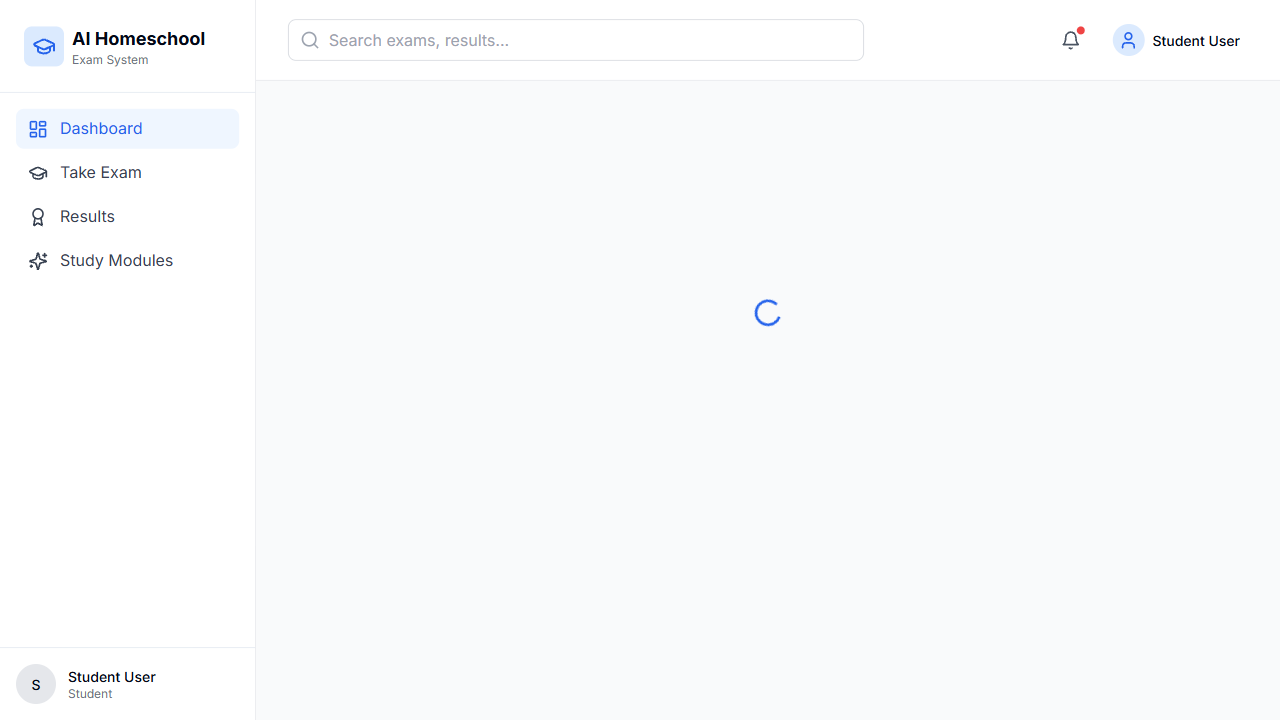 AI Homeschool
Exam System
Search exams, results...
Student User
Dashboard
Take Exam
Results
Study Modules
S
Student User
Student